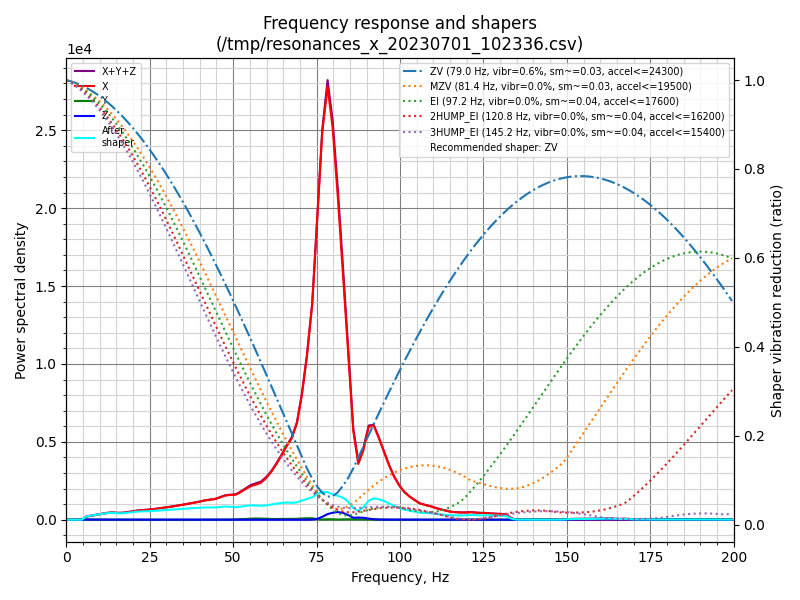 Frequency response and shapers
(/tmp/resonances_x_20230701_102336.csv)
1e4
X+Y+Z
X
Y
Z
After
shaper
ZV (79.0 Hz, vibr=0.6%, sm~=0.03, accel<=24300)
MZV (81.4 Hz, vibr=0.0%, sm~=0.03, accel<=19500)
EI (97.2 Hz, vibr=0.0%, sm~=0.04, accel<=17600)
2HUMP_EI (120.8 Hz, vibr=0.0%, sm~=0.04, accel<=16200)
3HUMP_EI (145.2 Hz, vibr=0.0%, sm~=0.04, accel<=15400)
Recommended shaper: ZV
Power spectral density
2.5
2.0
1.5
1.0
0.5
0.0
1.0
0.8
0.6
0.4
0.2
0.0
Shaper vibration reduction (ratio)
0 25 50 75 100 125 150 175 200
Frequency, Hz